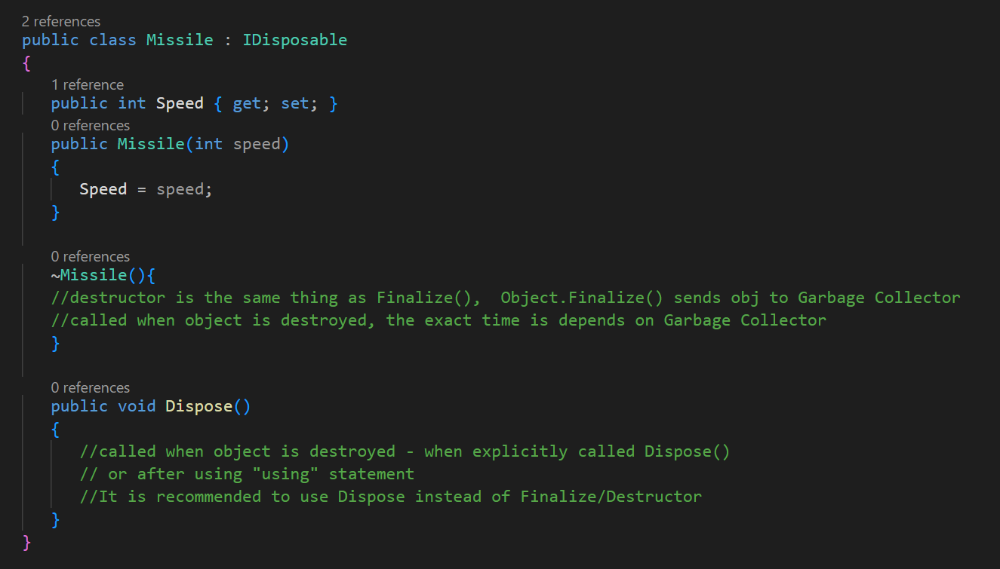 2 references
public class Missile : IDisposable
{
1 reference
public int Speed { get; set; }
0 references
public Missile(int speed)
{
Speed = speed;
}
0 references
~Missile(){
//destructor is the same thing as Finalize(),  Object.Finalize() sends obj to Garbage Collector
//called when object is destroyed, the exact time is depends on Garbage Collector
}
0 references
public void Dispose()
{
//called when object is destroyed - when explicitly called Dispose()
// or after using "using" statement
//It is recommended to use Dispose instead of Finalize/Destructor
}
}